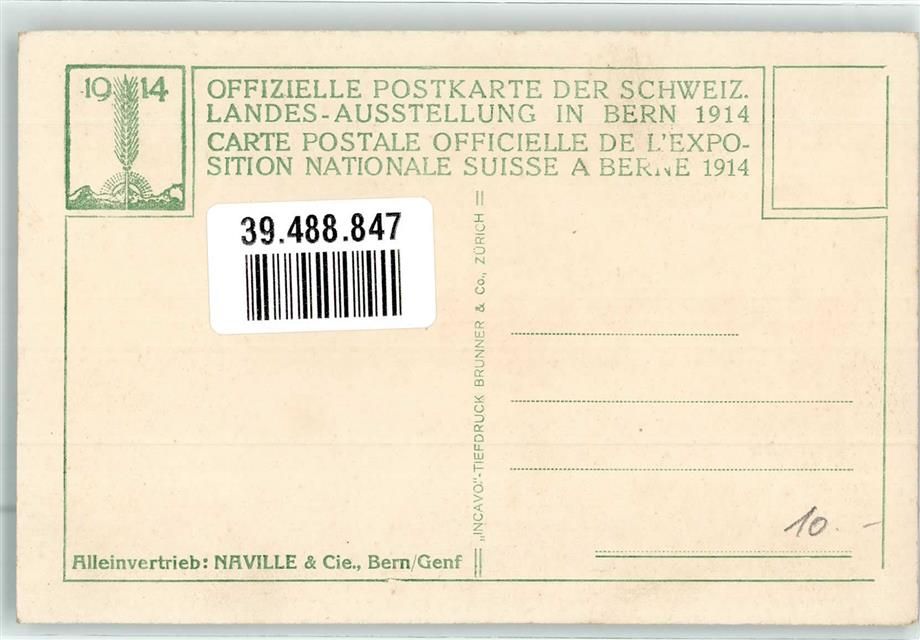 1914
OFFIZIELLE POSTKARTE DER SCHWEIZ.
LANDES-AUSSTELLUNG IN BERN 1914
CARTE POSTALE OFFICIELLE DE L'EXPO-
SITION NATIONALE SUISSE A BERNE 1914
39.488.847
„INCAVO"-TIEFDRUCK BRUNNER & Co., ZÜRICH
10.-
Alleinvertrieb: NAVILLE & Cie., Bern/Genf